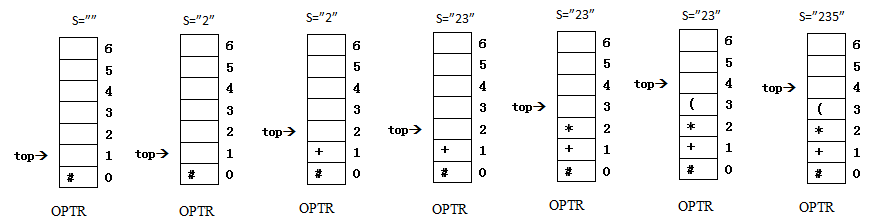 S="" S="2" S="2" S="23" S="23" S="23" S="235"
6 6 6 6 6 6 6
5 5 5 5 5 5 5
4 4 4 4 4 top→ 4 top→ 4
3 3 3 3 top→ 3 ( 3 ( 3
2 2 top→ 2 top→ 2 * 2 * 2 * 2
top→ 1 top→ 1 + 1 + 1 + 1 + 1 + 1
# 0 # 0 # 0 # 0 # 0 # 0 # 0
OPTR OPTR OPTR OPTR OPTR OPTR OPTR